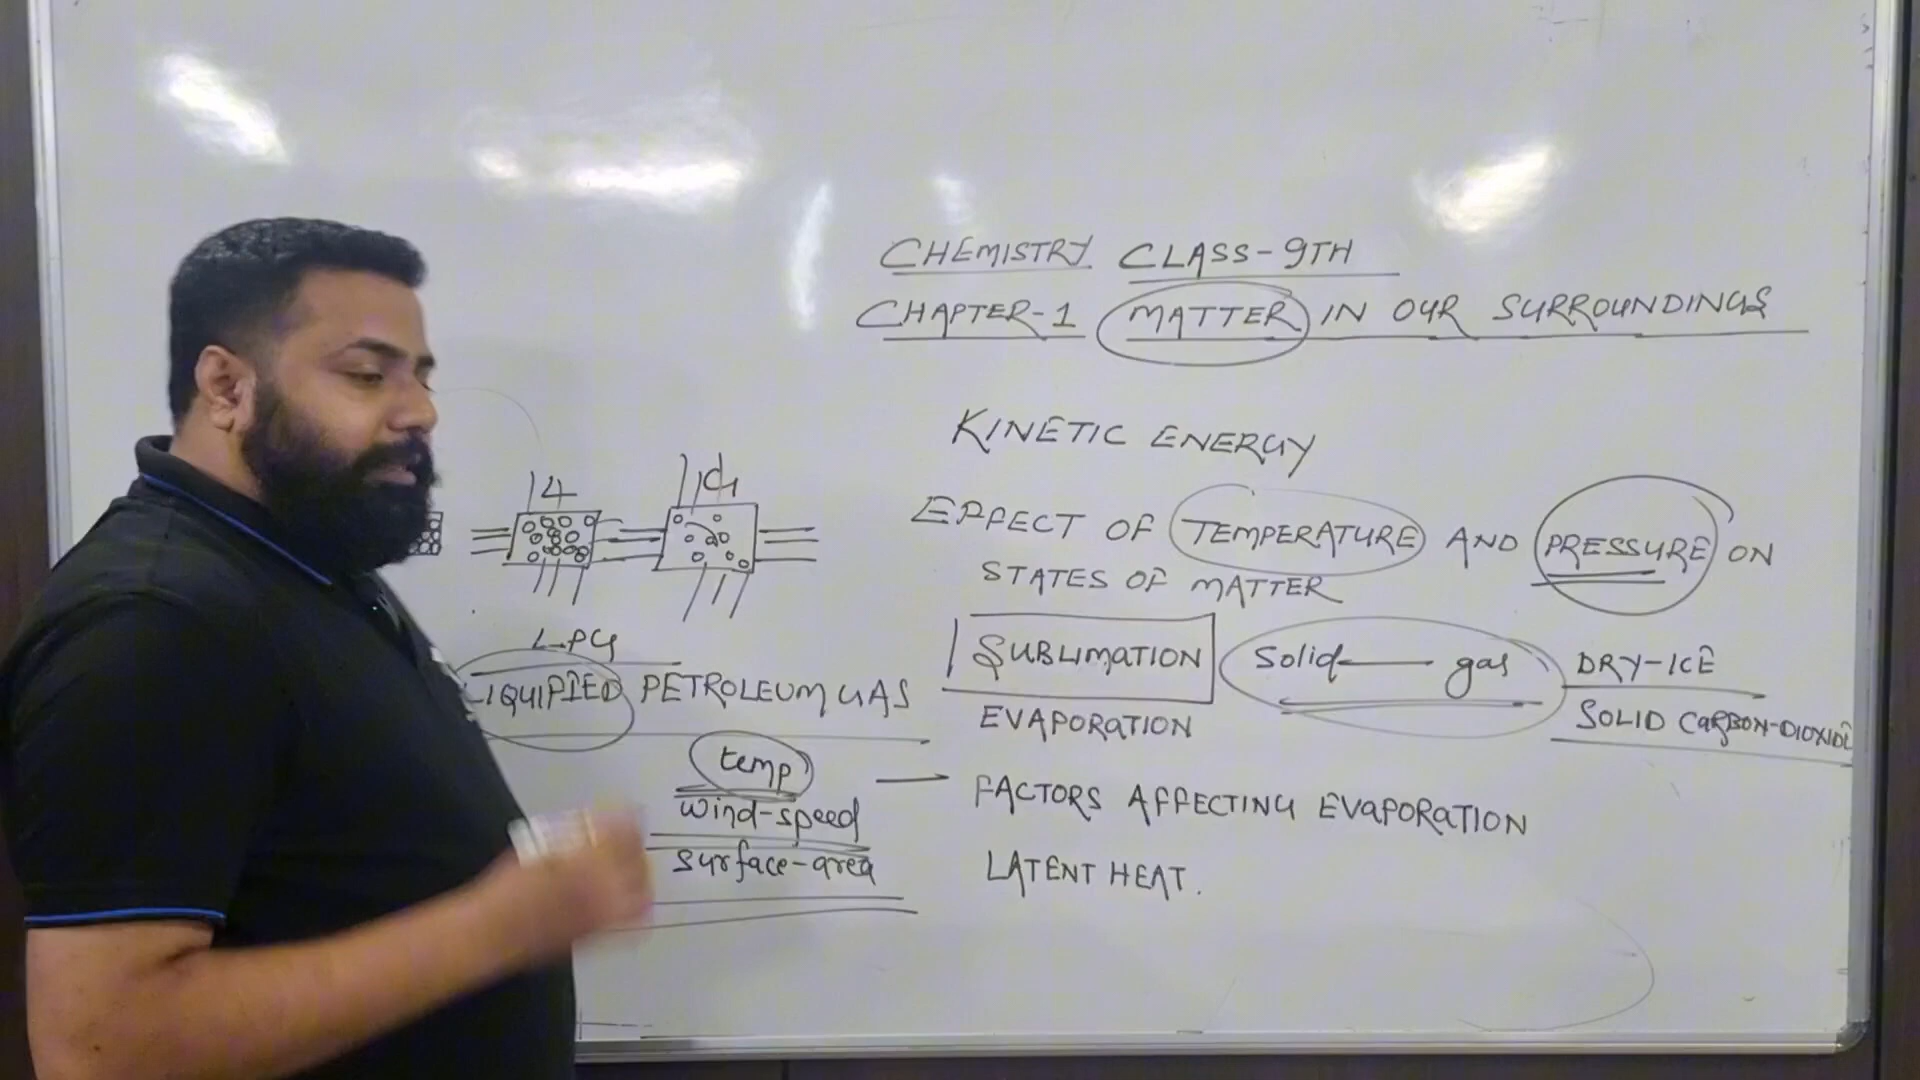 CHEMISTRY CLASS-9TH
CHAPTER-1 MATTER IN OUR SURROUNDINGS
KINETIC ENERGY
EFFECT OF TEMPERATURE AND PRESSURE ON
STATES OF MATTER
SUBLIMATION Solid gas DRY-ICE
SOLID CARBON-DIOXIDE
EVAPORATION
FACTORS AFFECTING EVAPORATION
LATENT HEAT.
LPG
LIQUIFIED PETROLEUM GAS
temp
wind-speed
surface-area